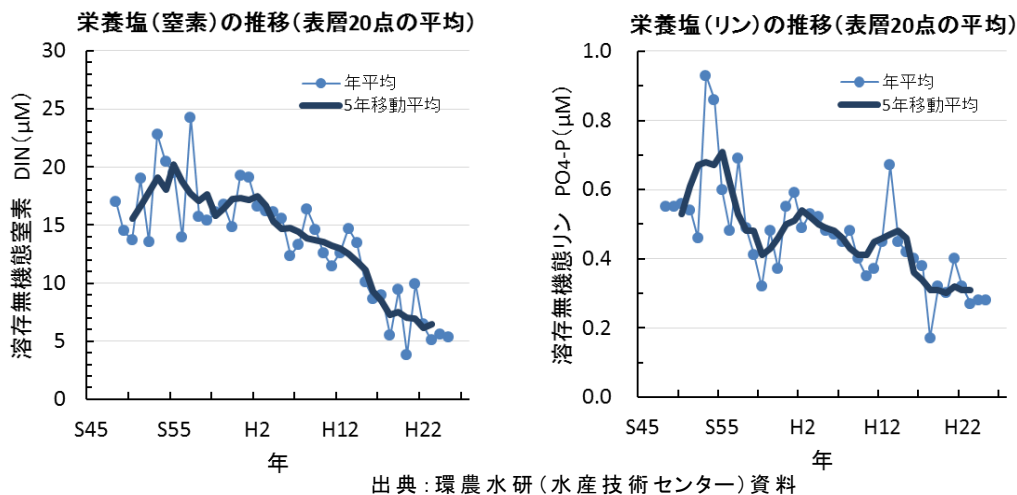 栄養塩(窒素)の推移(表層20点の平均)
30
25
20
15
10
5
0
溶存無機態窒素 DIN(μM)
年平均
5年移動平均
S45 S55 H2 H12 H22
年
栄養塩(リン)の推移(表層20点の平均)
1.0
0.8
0.6
0.4
0.2
0.0
溶存無機態リン PO4-P(μM)
年平均
5年移動平均
S45 S55 H2 H12 H22
年
出典:環農水研(水産技術センター)資料